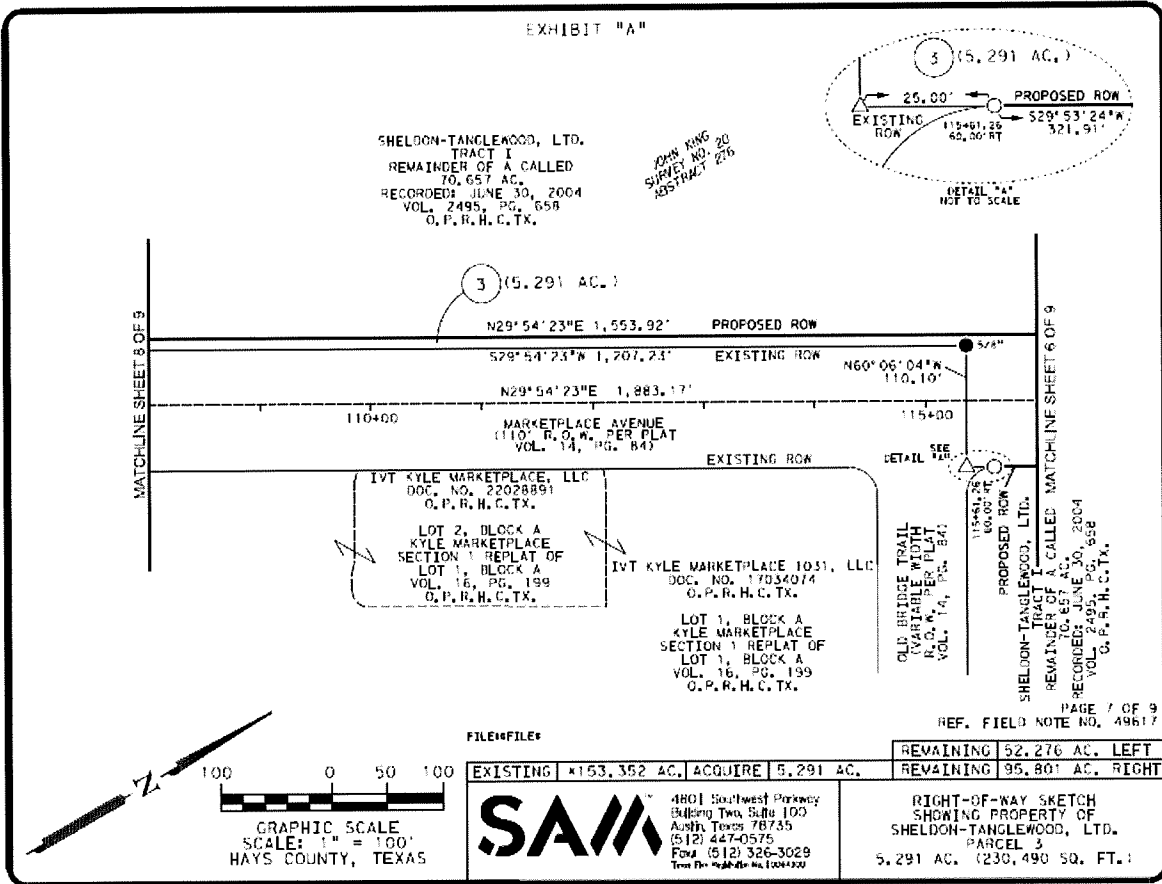 EXHIBIT "A"
3 (5.291 AC.)
25.00'
PROPOSED ROW
EXISTING
ROW
115+61.26
60.00'RT
S29°53'24"W
321.91'
DETAIL "A"
NOT TO SCALE
SHELDON-TANGLEWOOD, LTD.
TRACT I
REMAINDER OF A CALLED
70.657 AC.
RECORDED: JUNE 30, 2004
VOL. 2495, PG. 658
O.P.R.H.C.TX.
JOHN KING
SURVEY NO. 20
ABSTRACT 276
3 (5.291 AC.)
MATCHLINE SHEET 8 OF 9
N29°54'23"E 1,553.92' PROPOSED ROW
S29°54'23"W 1,207.23' EXISTING ROW
5/8"
N60°06'04"W
110.10'
N29°54'23"E 1,883.17'
110+00
115+00
MARKETPLACE AVENUE
(110' R.O.W. PER PLAT
VOL. 14, PG. 84)
EXISTING ROW
SEE
DETAIL "A"
115+61.26
60.00'RT
PROPOSED ROW
MATCHLINE SHEET 6 OF 9
IVT KYLE MARKETPLACE, LLC
DOC. NO. 22028891
O.P.R.H.C.TX.
LOT 2, BLOCK A
KYLE MARKETPLACE
SECTION 1 REPLAT OF
LOT 1, BLOCK A
VOL. 16, PG. 199
O.P.R.H.C.TX.
IVT KYLE MARKETPLACE 1031, LLC
DOC. NO. 17034074
O.P.R.H.C.TX.
LOT 1, BLOCK A
KYLE MARKETPLACE
SECTION 1 REPLAT OF
LOT 1, BLOCK A
VOL. 16, PG. 199
O.P.R.H.C.TX.
OLD BRIDGE TRAIL
(VARIABLE WIDTH
R.O.W. PER PLAT
VOL. 14, PG. 84)
SHELDON-TANGLEWOOD, LTD.
TRACT I
REMAINDER OF A CALLED
70.657 AC.
RECORDED: JUNE 30, 2004
VOL. 2495, PG. 658
O.P.R.H.C.TX.
PAGE 7 OF 9
REF. FIELD NOTE NO. 49617
Z
100 0 50 100
GRAPHIC SCALE
SCALE: 1" = 100'
HAYS COUNTY, TEXAS
REMAINING 52.276 AC. LEFT
EXISTING *153.352 AC. ACQUIRE 5.291 AC. REMAINING 95.801 AC. RIGHT
SAM
4801 Southwest Parkway
Building Two, Suite 100
Austin, Texas 78735
(512) 447-0575
Fax: (512) 326-3029
RIGHT-OF-WAY SKETCH
SHOWING PROPERTY OF
SHELDON-TANGLEWOOD, LTD.
PARCEL 3
5.291 AC. (230,490 SQ. FT.)